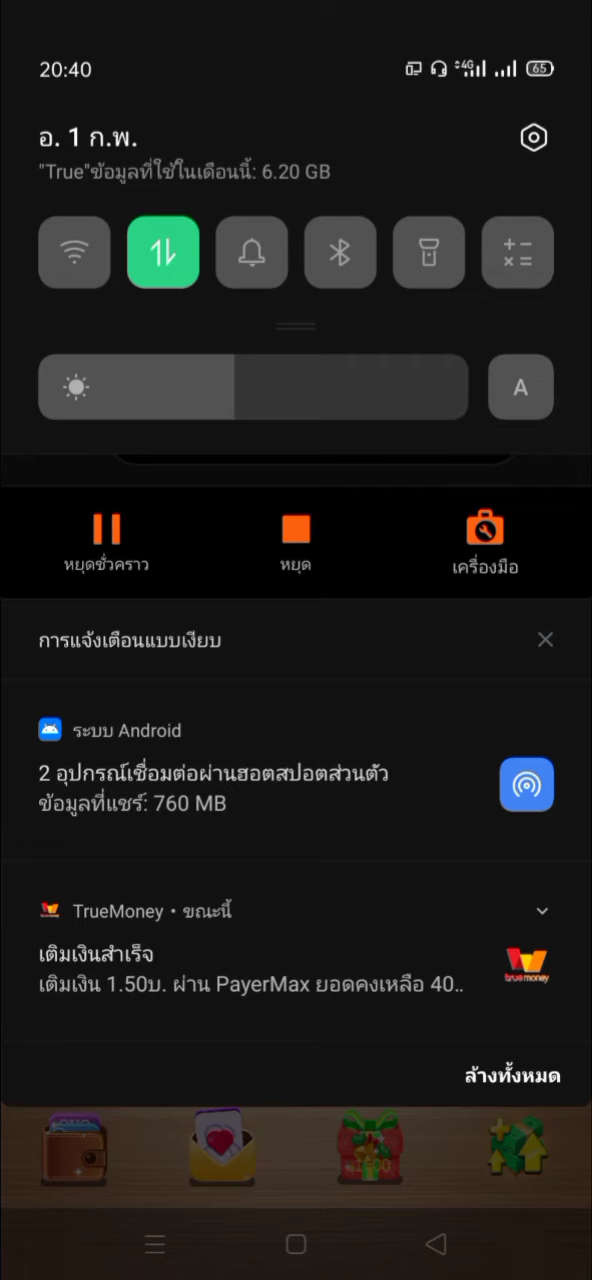 20:40
4G
65
อ. 1 ก.พ.
"True"ข้อมูลที่ใช้ในเดือนนี้: 6.20 GB
A
หยุดชั่วคราว
หยุด
เครื่องมือ
การแจ้งเตือนแบบเงียบ
ระบบ Android
2 อุปกรณ์เชื่อมต่อผ่านฮอตสปอตส่วนตัว
ข้อมูลที่แชร์: 760 MB
TrueMoney • ขณะนี้
เติมเงินสำเร็จ
เติมเงิน 1.50บ. ผ่าน PayerMax ยอดคงเหลือ 40..
true money
ล้างทั้งหมด